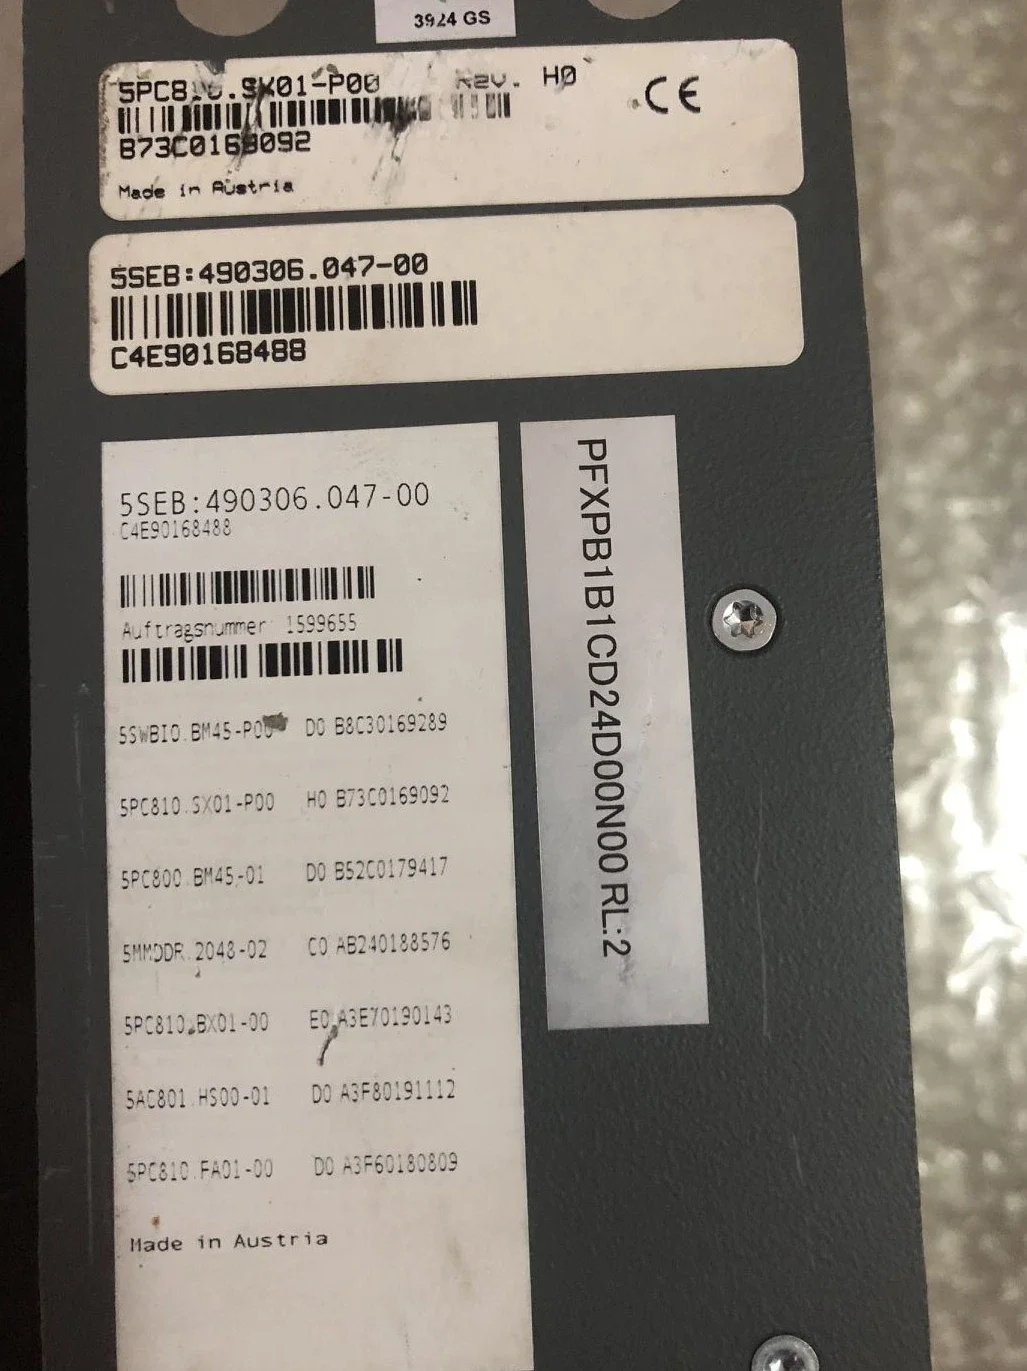 3924 GS
5PC810.SX01-P00 Rev. H0
CE
B73C0169092
Made in Austria
5SEB:490306.047-00
C4E90168488
5SEB:490306.047-00
C4E90168488
Auftragsnummer 1599655
5SWBIO.BM45-P00 D0 B8C30169289
5PC810.SX01-P00 H0 B73C0169092
5PC800.BM45-01 D0 B52C0179417
5MMDDR.2048-02 C0 AB240188576
5PC810.BX01-00 E0 A3E70190143
5AC801.HS00-01 D0 A3F80191112
5PC810.FA01-00 D0 A3F60180809
Made in Austria
PFXPB1B1CD24D00N00 RL:2